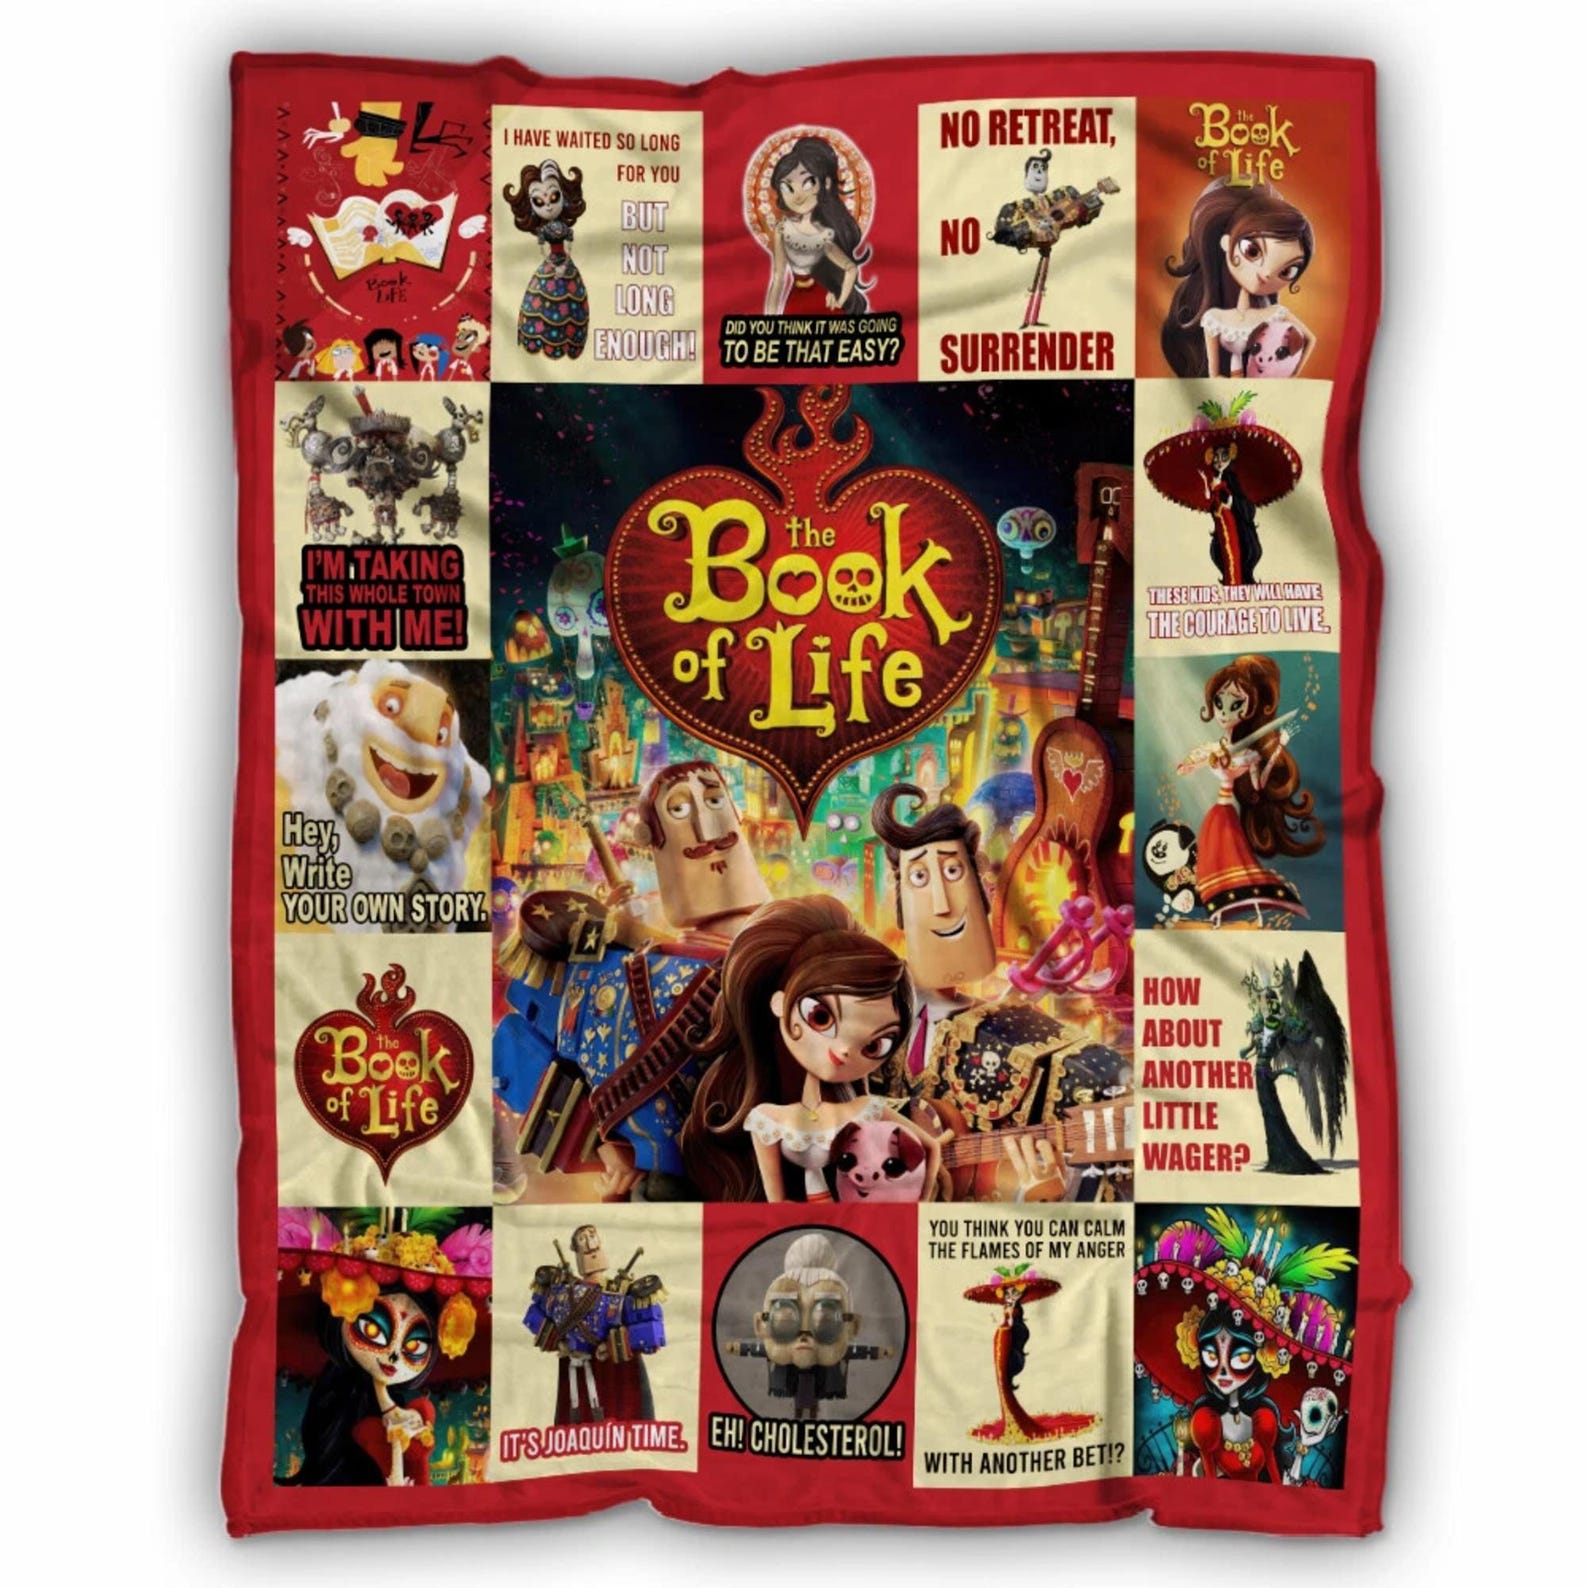 Book
LIFE
I HAVE WAITED SO LONG
FOR YOU
BUT
NOT
LONG
ENOUGH!
DID YOU THINK IT WAS GOING
TO BE THAT EASY?
NO RETREAT,
NO
SURRENDER
the
Book
of Life
I'M TAKING
THIS WHOLE TOWN
WITH ME!
the
Book
of Life
THESE KIDS, THEY WILL HAVE
THE COURAGE TO LIVE.
Hey,
Write
YOUR OWN STORY.
the
Book
of Life
HOW
ABOUT
ANOTHER
LITTLE
WAGER?
IT'S JOAQUÍN TIME.
EH! CHOLESTEROL!
YOU THINK YOU CAN CALM
THE FLAMES OF MY ANGER
WITH ANOTHER BET!?